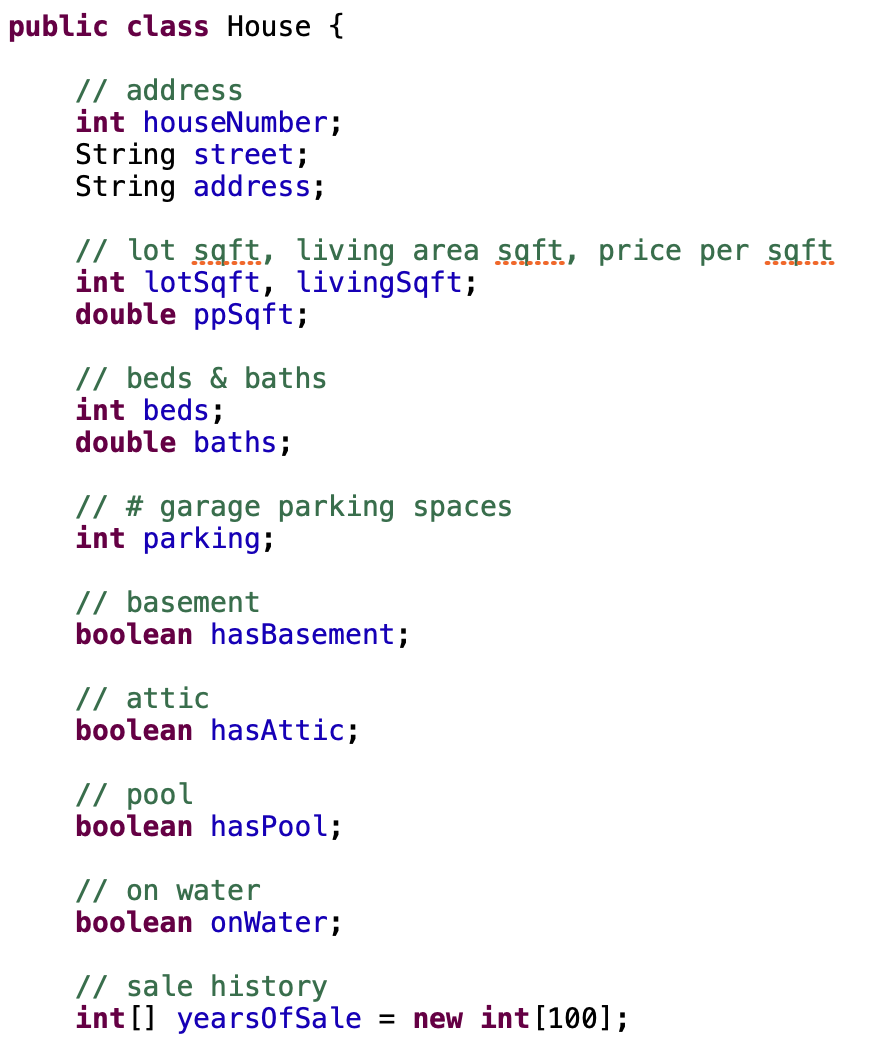 public class House {
// address
int houseNumber;
String street;
String address;
// lot sqft, living area sqft, price per sqft
int lotSqft, livingSqft;
double ppSqft;
// beds & baths
int beds;
double baths;
// # garage parking spaces
int parking;
// basement
boolean hasBasement;
// attic
boolean hasAttic;
// pool
boolean hasPool;
// on water
boolean onWater;
// sale history
int[] yearsOfSale = new int[100];